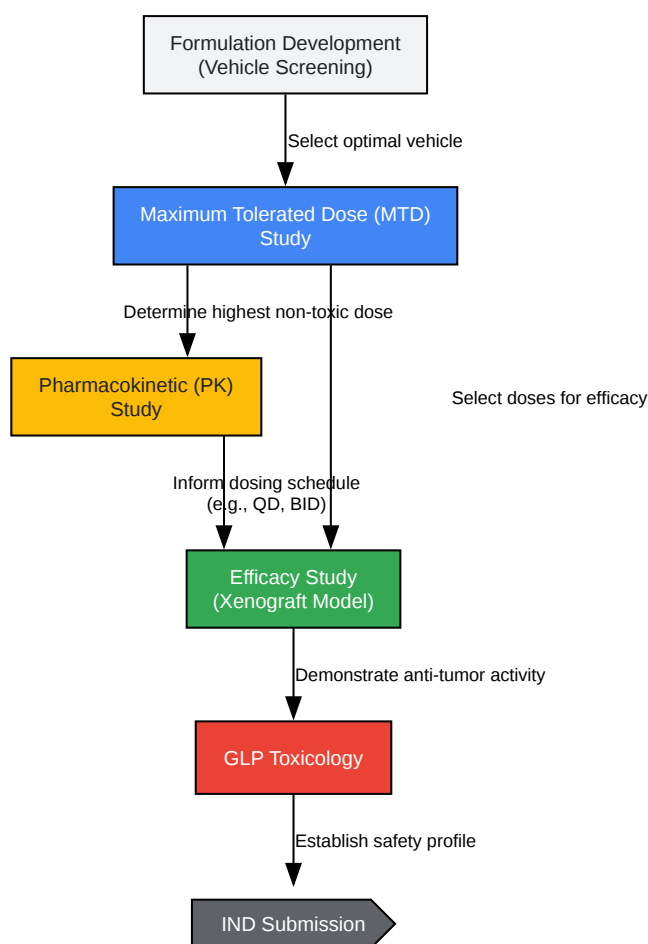 Formulation Development
(Vehicle Screening)
Select optimal vehicle
Maximum Tolerated Dose (MTD)
Study
Determine highest non-toxic dose
Pharmacokinetic (PK)
Study
Select doses for efficacy
Inform dosing schedule
(e.g., QD, BID)
Efficacy Study
(Xenograft Model)
Demonstrate anti-tumor activity
GLP Toxicology
Establish safety profile
IND Submission